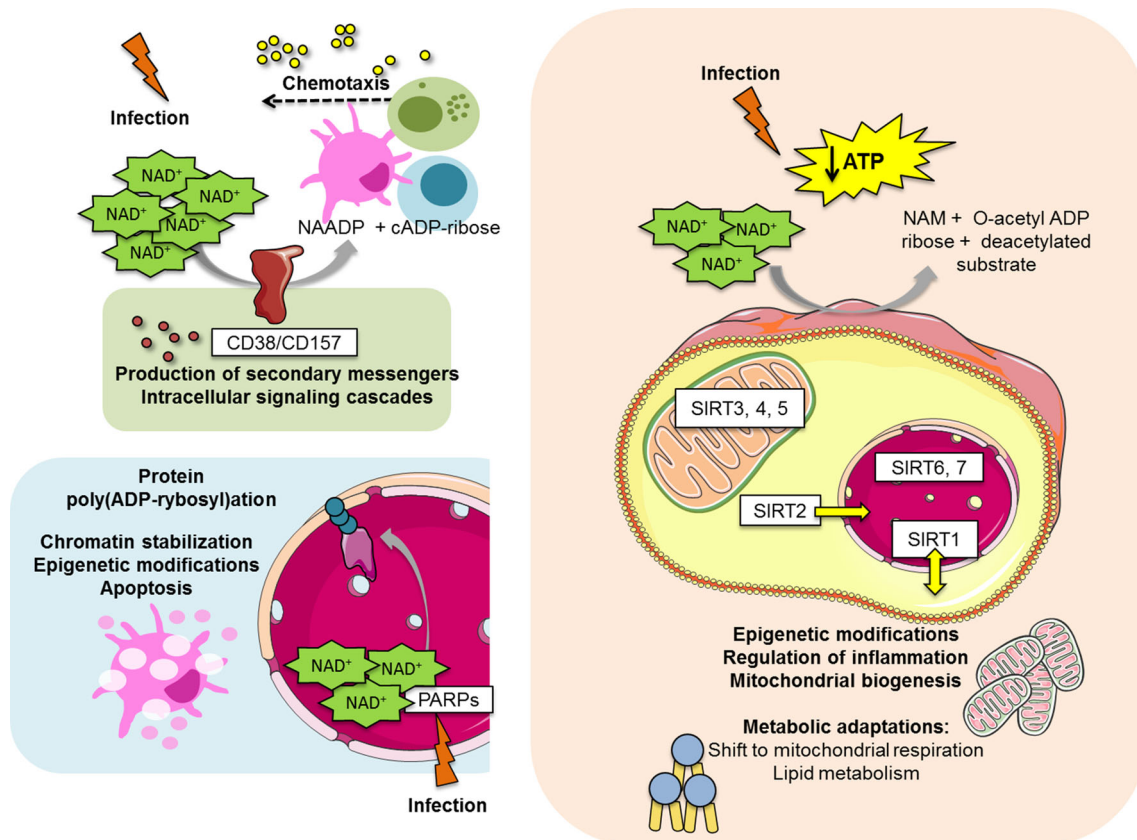 Infection
Chemotaxis
NAD⁺
NAD⁺
NAD⁺
NAD⁺
NAD⁺
NAADP + cADP-ribose
CD38/CD157
Production of secondary messengers
Intracellular signaling cascades
Protein
poly(ADP-rybosyl)ation
Chromatin stabilization
Epigenetic modifications
Apoptosis
NAD⁺
NAD⁺
NAD⁺
PARPs
Infection
Infection
↓ATP
NAD⁺
NAD⁺
NAD⁺
NAM + O-acetyl ADP
ribose + deacetylated
substrate
SIRT3, 4, 5
SIRT6, 7
SIRT2
SIRT1
Epigenetic modifications
Regulation of inflammation
Mitochondrial biogenesis
Metabolic adaptations:
Shift to mitochondrial respiration
Lipid metabolism